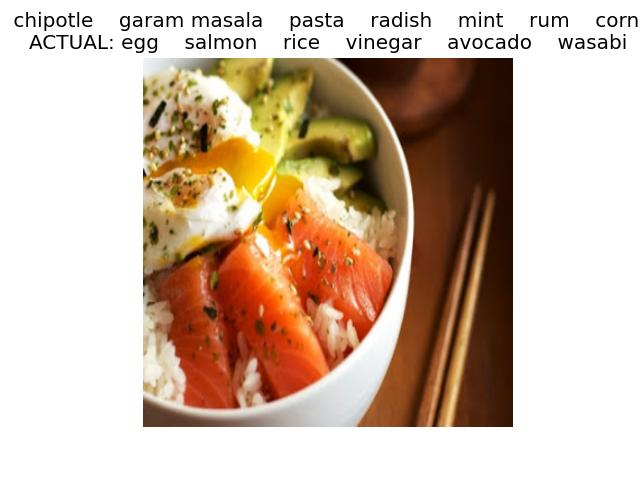 chipotle garam masala pasta radish mint rum corn
ACTUAL: egg salmon rice vinegar avocado wasabi